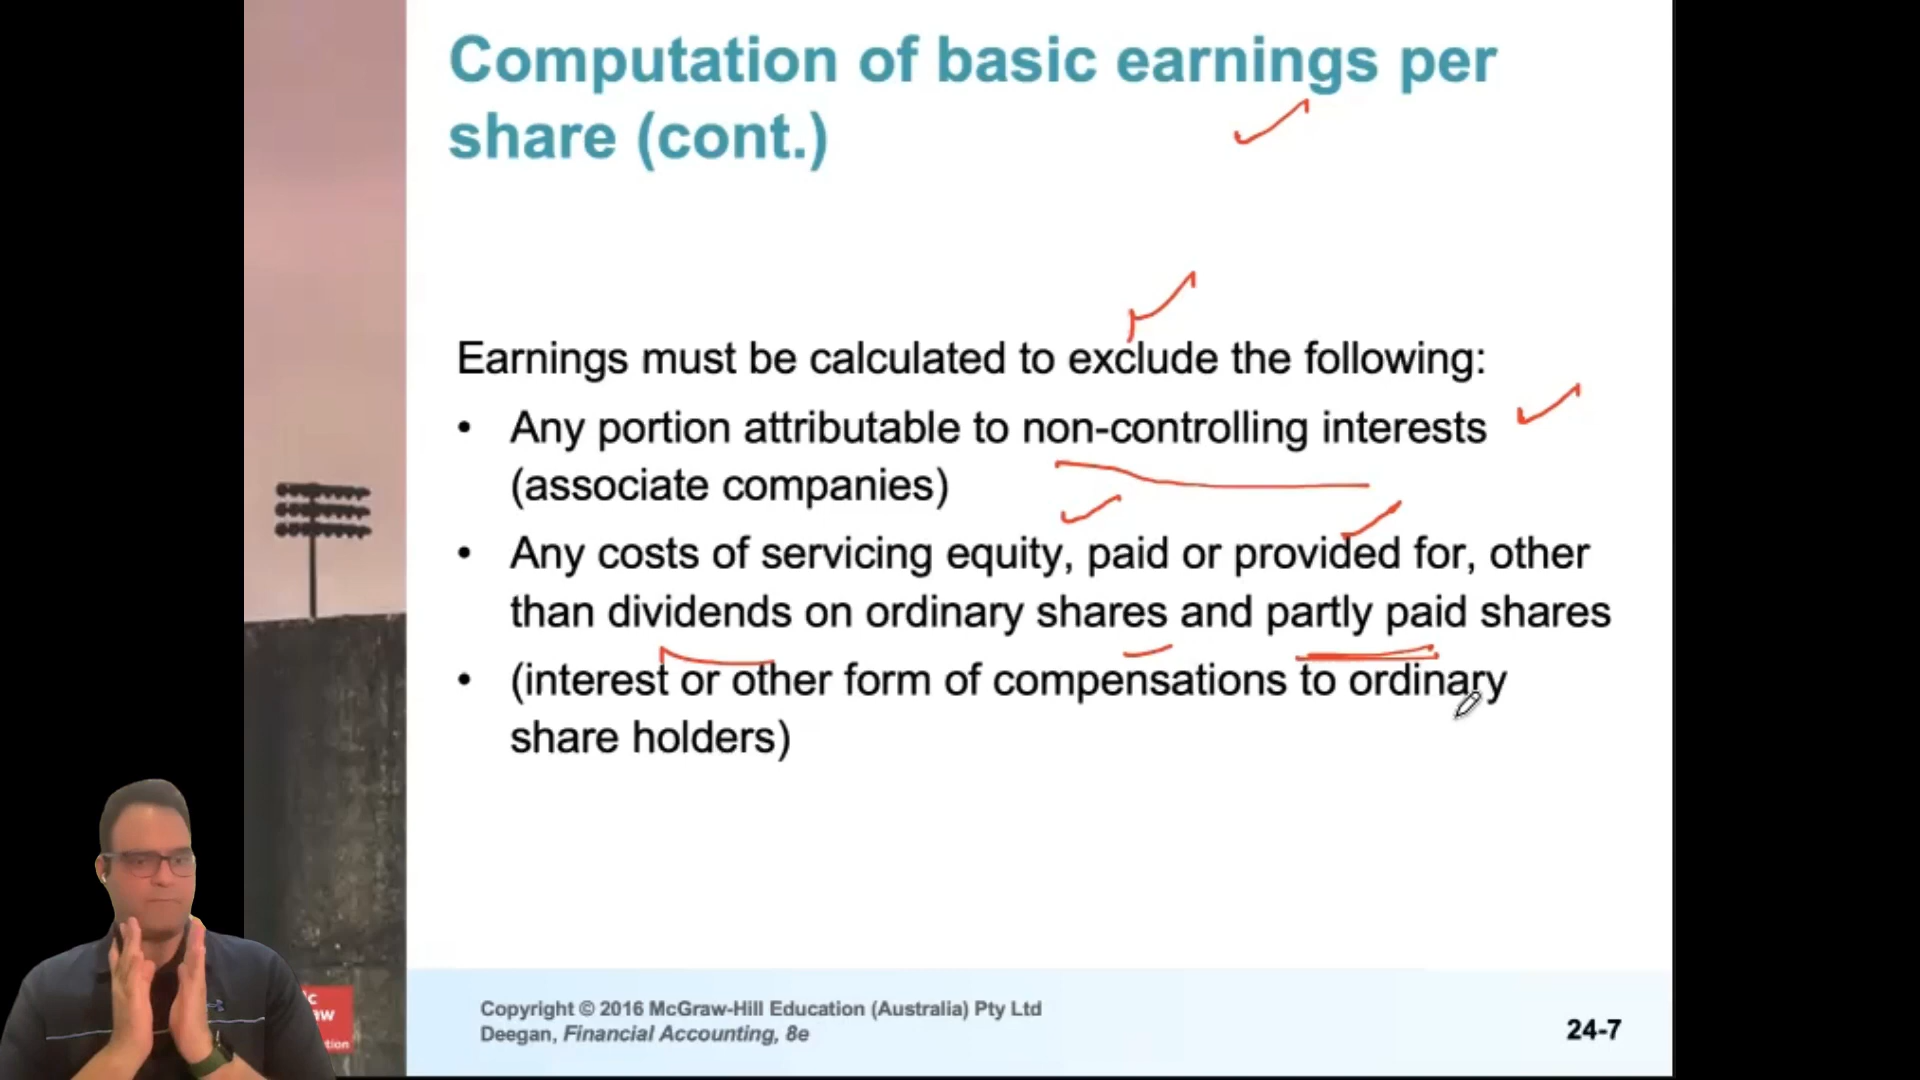 Computation of basic earnings per
share (cont.)
Earnings must be calculated to exclude the following:
• Any portion attributable to non-controlling interests
(associate companies)
• Any costs of servicing equity, paid or provided for, other
than dividends on ordinary shares and partly paid shares
• (interest or other form of compensations to ordinary
share holders)
Copyright © 2016 McGraw-Hill Education (Australia) Pty Ltd
Deegan, Financial Accounting, 8e
24-7